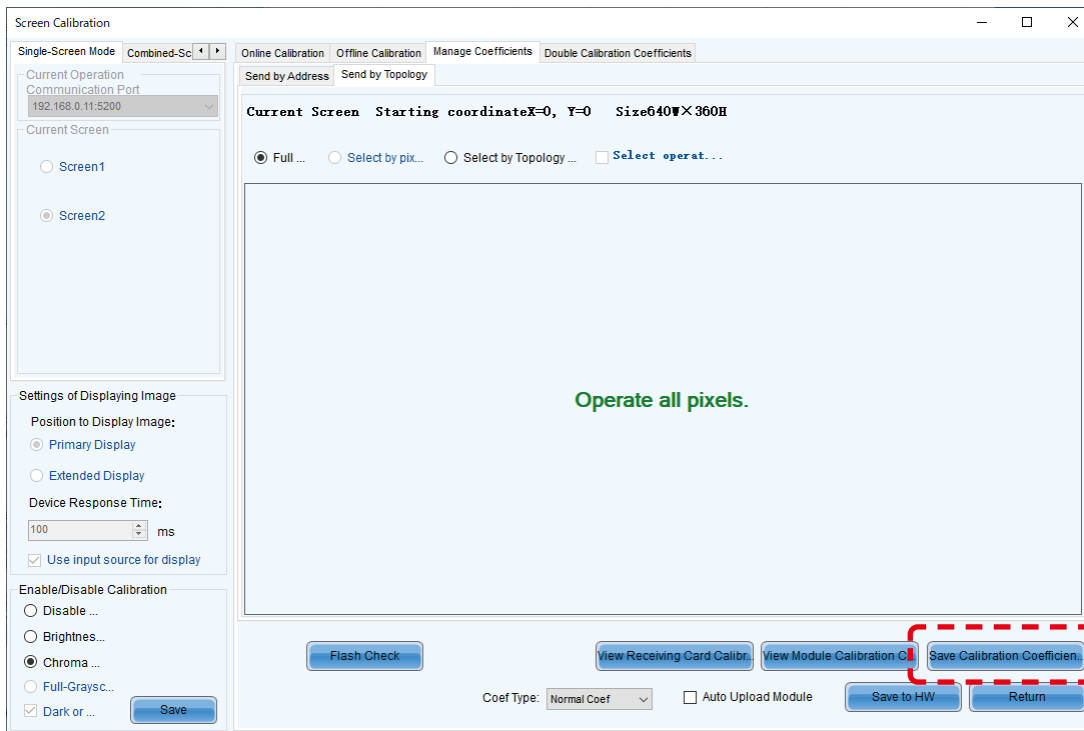 Screen Calibration
Single-Screen Mode Combined-Sc
Current Operation
Communication Port
192.168.0.11:5200
Current Screen
Screen1
Screen2
Settings of Displaying Image
Position to Display Image:
Primary Display
Extended Display
Device Response Time:
100 ms
Use input source for display
Enable/Disable Calibration
Disable ...
Brightnes...
Chroma ...
Full-Graysc...
Dark or ...
Save
Online Calibration Offline Calibration Manage Coefficients Double Calibration Coefficients
Send by Address Send by Topology
Current Screen Starting coordinateX=0, Y=0 Size640W×360H
Full ... Select by pix... Select by Topology ... Select operat...
Operate all pixels.
Flash Check View Receiving Card Calibr... View Module Calibration C... Save Calibration Coefficien...
Coef Type: Normal Coef Auto Upload Module Save to HW Return